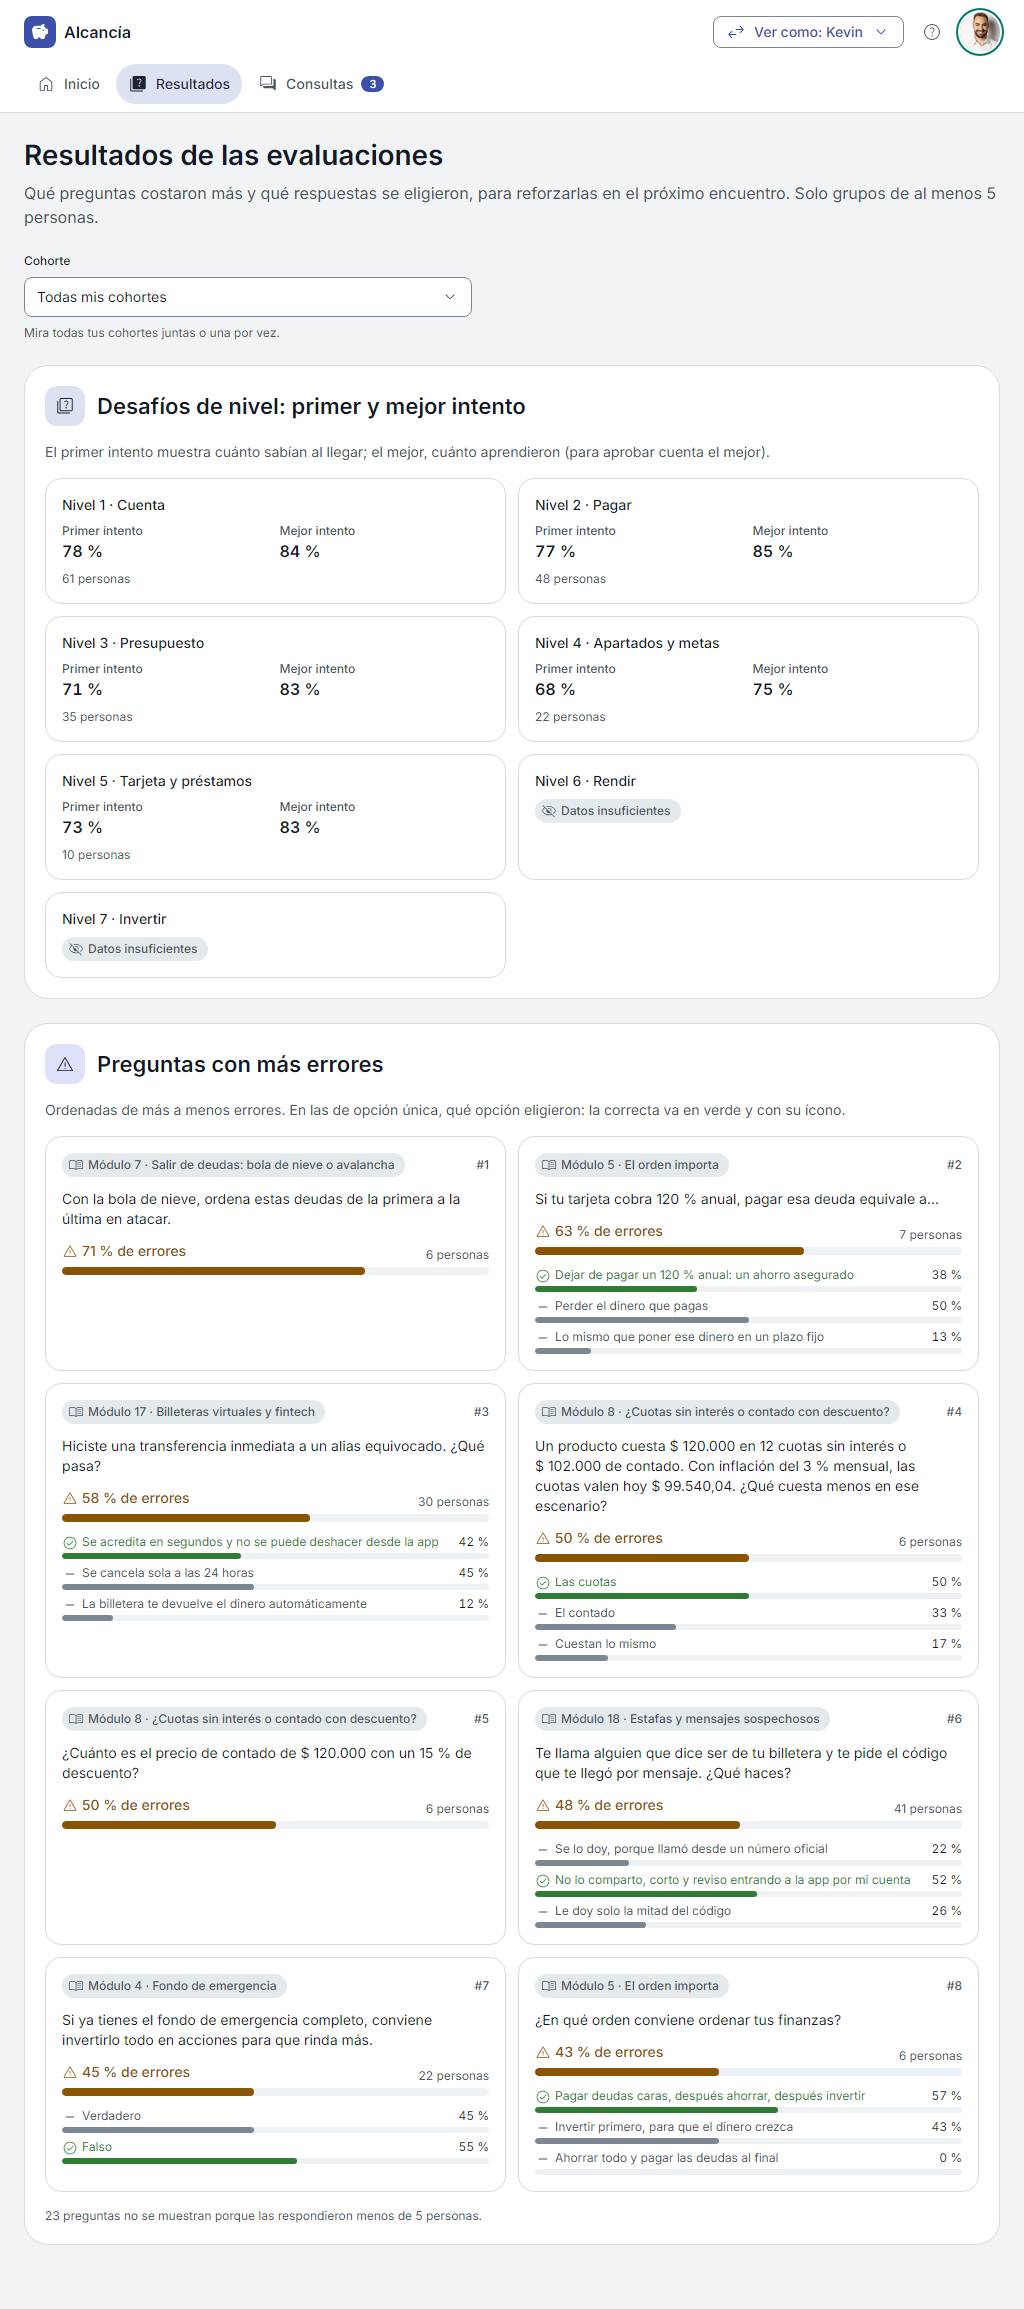 Alcancía
Ver como: Kevin
Inicio
Resultados
Consultas
3
Resultados de las evaluaciones
Qué preguntas costaron más y qué respuestas se eligieron, para reforzarlas en el próximo encuentro. Solo grupos de al menos 5
personas.
Cohorte
Todas mis cohortes
Mira todas tus cohortes juntas o una por vez.
Desafíos de nivel: primer y mejor intento
El primer intento muestra cuánto sabían al llegar; el mejor, cuánto aprendieron (para aprobar cuenta el mejor).
Nivel 1 · Cuenta
Primer intento
Mejor intento
78 %
84 %
61 personas
Nivel 2 · Pagar
Primer intento
Mejor intento
77 %
85 %
48 personas
Nivel 3 · Presupuesto
Primer intento
Mejor intento
71 %
83 %
35 personas
Nivel 4 · Apartados y metas
Primer intento
Mejor intento
68 %
75 %
22 personas
Nivel 5 · Tarjeta y préstamos
Primer intento
Mejor intento
73 %
83 %
10 personas
Nivel 6 · Rendir
Datos insuficientes
Nivel 7 · Invertir
Datos insuficientes
Preguntas con más errores
Ordenadas de más a menos errores. En las de opción única, qué opción eligieron: la correcta va en verde y con su ícono.
Módulo 7 · Salir de deudas: bola de nieve o avalancha
#1
Con la bola de nieve, ordena estas deudas de la primera a la
última en atacar.
71 % de errores
6 personas
Módulo 5 · El orden importa
#2
Si tu tarjeta cobra 120 % anual, pagar esa deuda equivale a...
63 % de errores
7 personas
Dejar de pagar un 120 % anual: un ahorro asegurado
38 %
Perder el dinero que pagas
50 %
Lo mismo que poner ese dinero en un plazo fijo
13 %
Módulo 17 · Billeteras virtuales y fintech
#3
Hiciste una transferencia inmediata a un alias equivocado. ¿Qué
pasa?
58 % de errores
30 personas
Se acredita en segundos y no se puede deshacer desde la app
42 %
Se cancela sola a las 24 horas
45 %
La billetera te devuelve el dinero automáticamente
12 %
Módulo 8 · ¿Cuotas sin interés o contado con descuento?
#4
Un producto cuesta $ 120.000 en 12 cuotas sin interés o
$ 102.000 de contado. Con inflación del 3 % mensual, las
cuotas valen hoy $ 99.540,04. ¿Qué cuesta menos en ese
escenario?
50 % de errores
6 personas
Las cuotas
50 %
El contado
33 %
Cuestan lo mismo
17 %
Módulo 8 · ¿Cuotas sin interés o contado con descuento?
#5
¿Cuánto es el precio de contado de $ 120.000 con un 15 % de
descuento?
50 % de errores
6 personas
Módulo 18 · Estafas y mensajes sospechosos
#6
Te llama alguien que dice ser de tu billetera y te pide el código
que te llegó por mensaje. ¿Qué haces?
48 % de errores
41 personas
Se lo doy, porque llamó desde un número oficial
22 %
No lo comparto, corto y reviso entrando a la app por mi cuenta
52 %
Le doy solo la mitad del código
26 %
Módulo 4 · Fondo de emergencia
#7
Si ya tienes el fondo de emergencia completo, conviene
invertirlo todo en acciones para que rinda más.
45 % de errores
22 personas
Verdadero
45 %
Falso
55 %
Módulo 5 · El orden importa
#8
¿En qué orden conviene ordenar tus finanzas?
43 % de errores
6 personas
Pagar deudas caras, después ahorrar, después invertir
57 %
Invertir primero, para que el dinero crezca
43 %
Ahorrar todo y pagar las deudas al final
0 %
23 preguntas no se muestran porque las respondieron menos de 5 personas.